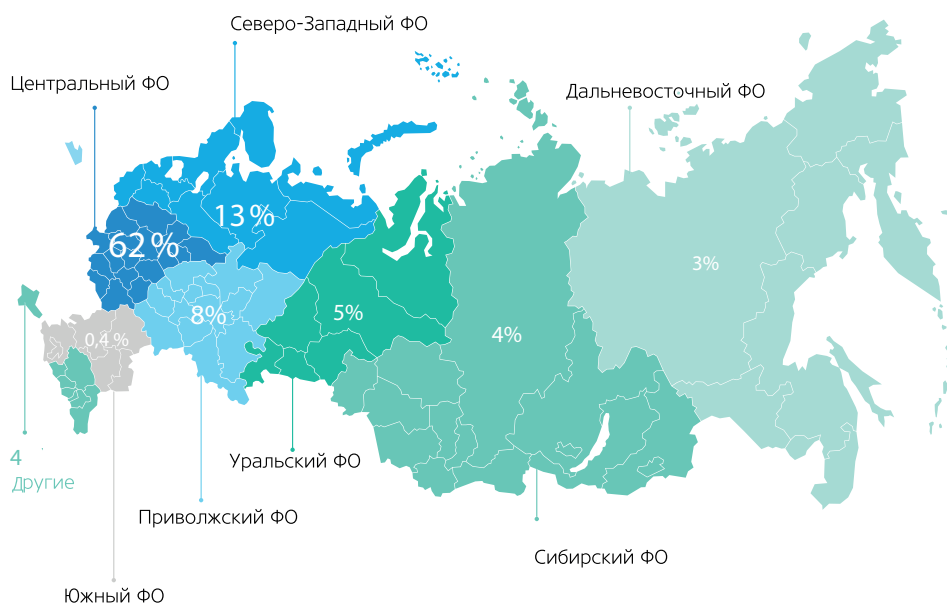 Северо-Западный ФО
Центральный ФО
Дальневосточный ФО
13%
62%
3%
8%
5%
4%
0,4 %
4
Другие
Уральский ФО
Приволжский ФО
Сибирский ФО
Южный ФО